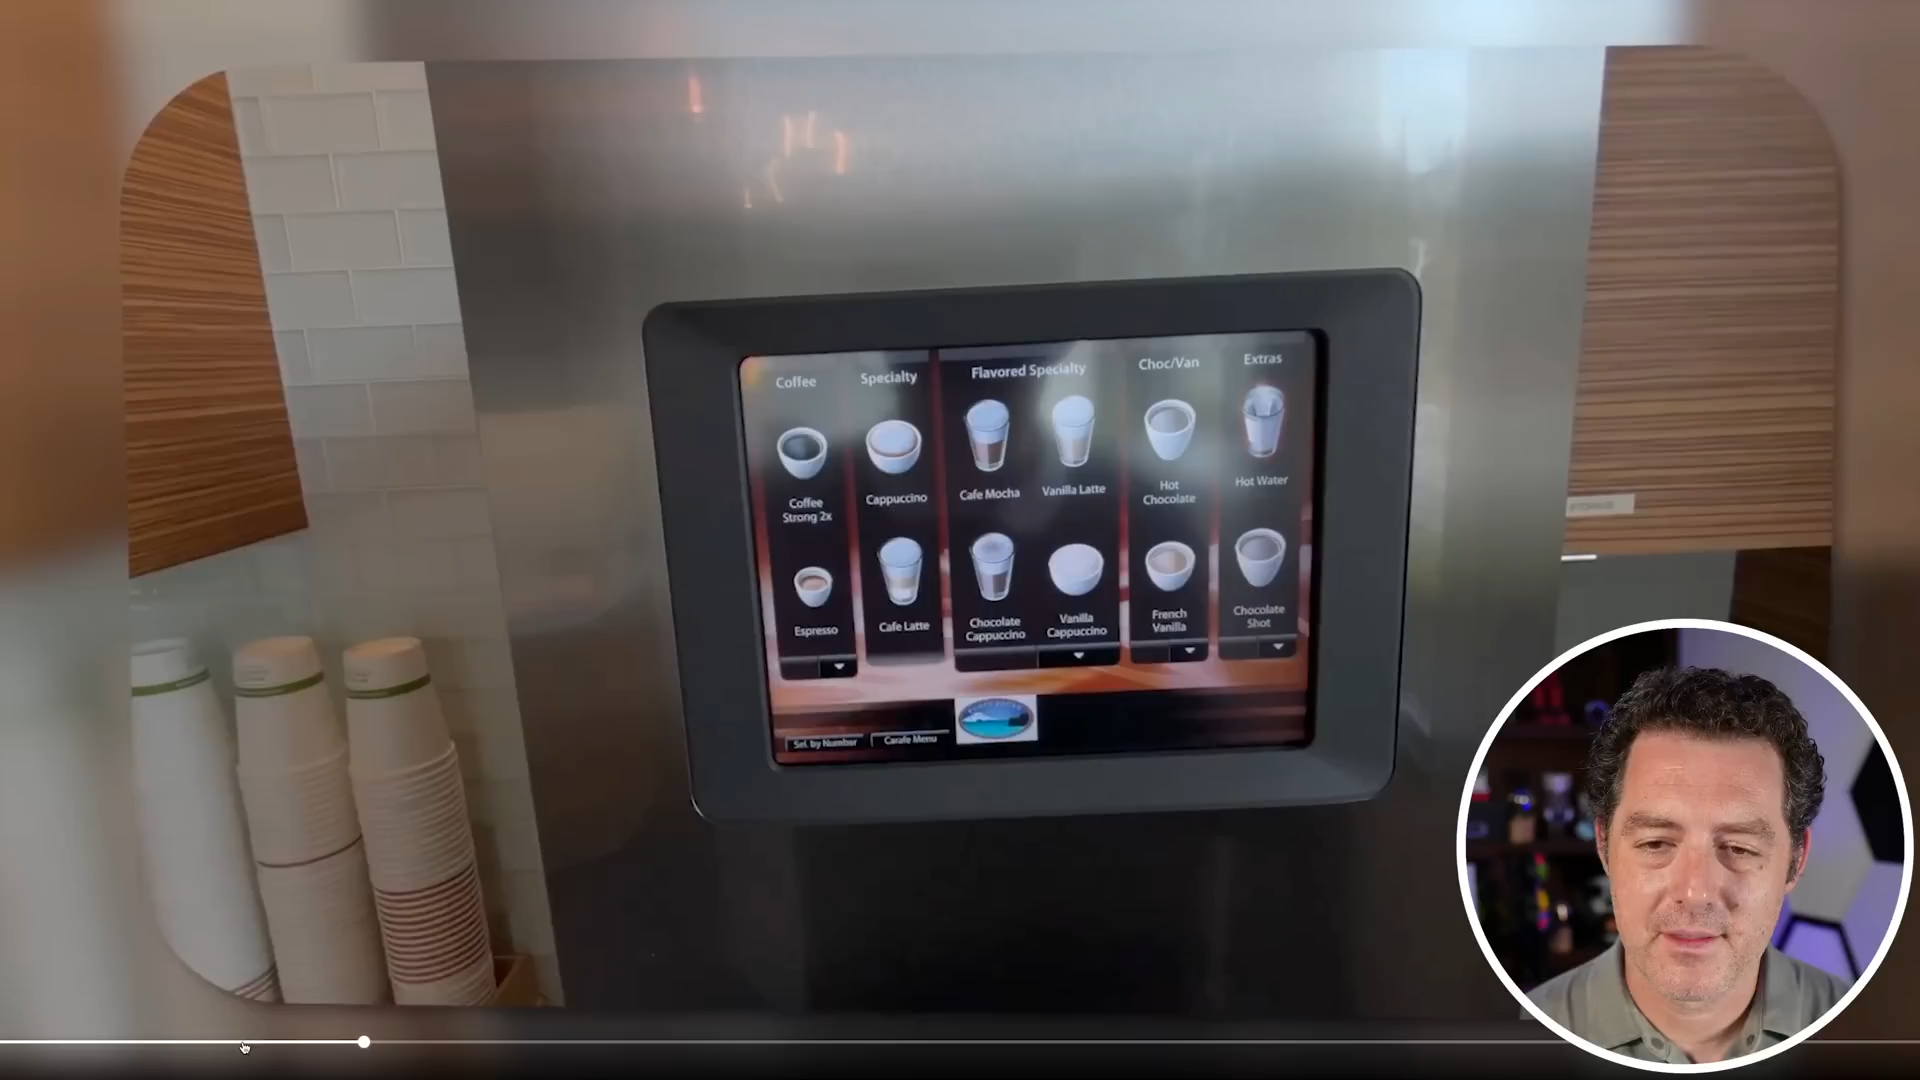 Coffee
Specialty
Flavored Specialty
Choc/Van
Extras
Coffee
Strong 2x
Cappuccino
Cafe Mocha
Vanilla Latte
Hot
Chocolate
Hot Water
Espresso
Cafe Latte
Chocolate
Cappuccino
Vanilla
Cappuccino
French
Vanilla
Chocolate
Shot
Sel. by Number
Carafe Menu